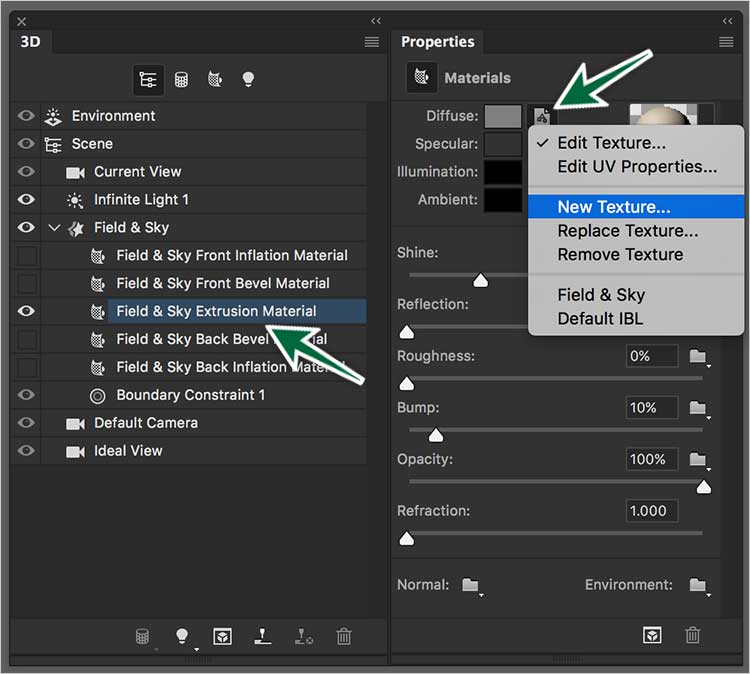 3D
Environment
Scene
Current View
Infinite Light 1
Field & Sky
Field & Sky Front Inflation Material
Field & Sky Front Bevel Material
Field & Sky Extrusion Material
Field & Sky Back Bevel Material
Field & Sky Back Inflation Material
Boundary Constraint 1
Default Camera
Ideal View
Properties
Materials
Diffuse:
Specular:
Illumination:
Ambient:
Edit Texture...
Edit UV Properties...
New Texture...
Replace Texture...
Remove Texture
Field & Sky
Default IBL
Shine:
Reflection:
Roughness: 0%
Bump: 10%
Opacity: 100%
Refraction: 1.000
Normal: Environment: